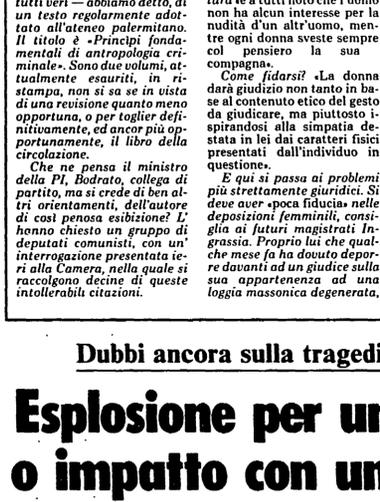 tutti veri — abbiamo detto, di
un testo regolarmente adot-
tato all'ateneo palermitano.
Il titolo è «Princìpi fonda-
mentali di antropologia cri-
minale». Sono due volumi, at-
tualmente esauriti, in ri-
stampa, non si sa se in vista
di una revisione quanto meno
opportuna, o per toglier defi-
nitivamente, ed ancor più op-
portunamente, il libro della
circolazione.
Che ne pensa il ministro
della PI, Bodrato, collega di
partito, ma si crede di ben al-
tri orientamenti, dell'autore
di così penosa esibizione? L'
hanno chiesto un gruppo di
deputati comunisti, con un'
interrogazione presentata ie-
ri alla Camera, nella quale si
raccolgono decine di queste
intollerabili citazioni.
tura (è a tutti noto che l'uomo
non ha alcun interesse per la
nudità d'un altr'uomo, men-
tre ogni donna sveste sempre
col pensiero la sua
compagna».
Come fidarsi? «La donna
darà giudizio non tanto in ba-
se al contenuto etico del gesto
da giudicare, ma piuttosto i-
spirandosi alla simpatia de-
stata in lei dai caratteri fisici
presentati dall'individuo in
questione».
E qui si passa ai problemi
più strettamente giuridici. Si
deve aver «poca fiducia» nelle
deposizioni femminili, consi-
glia ai futuri magistrati In-
grassia. Proprio lui che qual-
che mese fa ha dovuto depor-
re davanti ad un giudice sulla
sua appartenenza ad una
loggia massonica degenerata,
Dubbi ancora sulla tragedi
Esplosione per un
o impatto con un